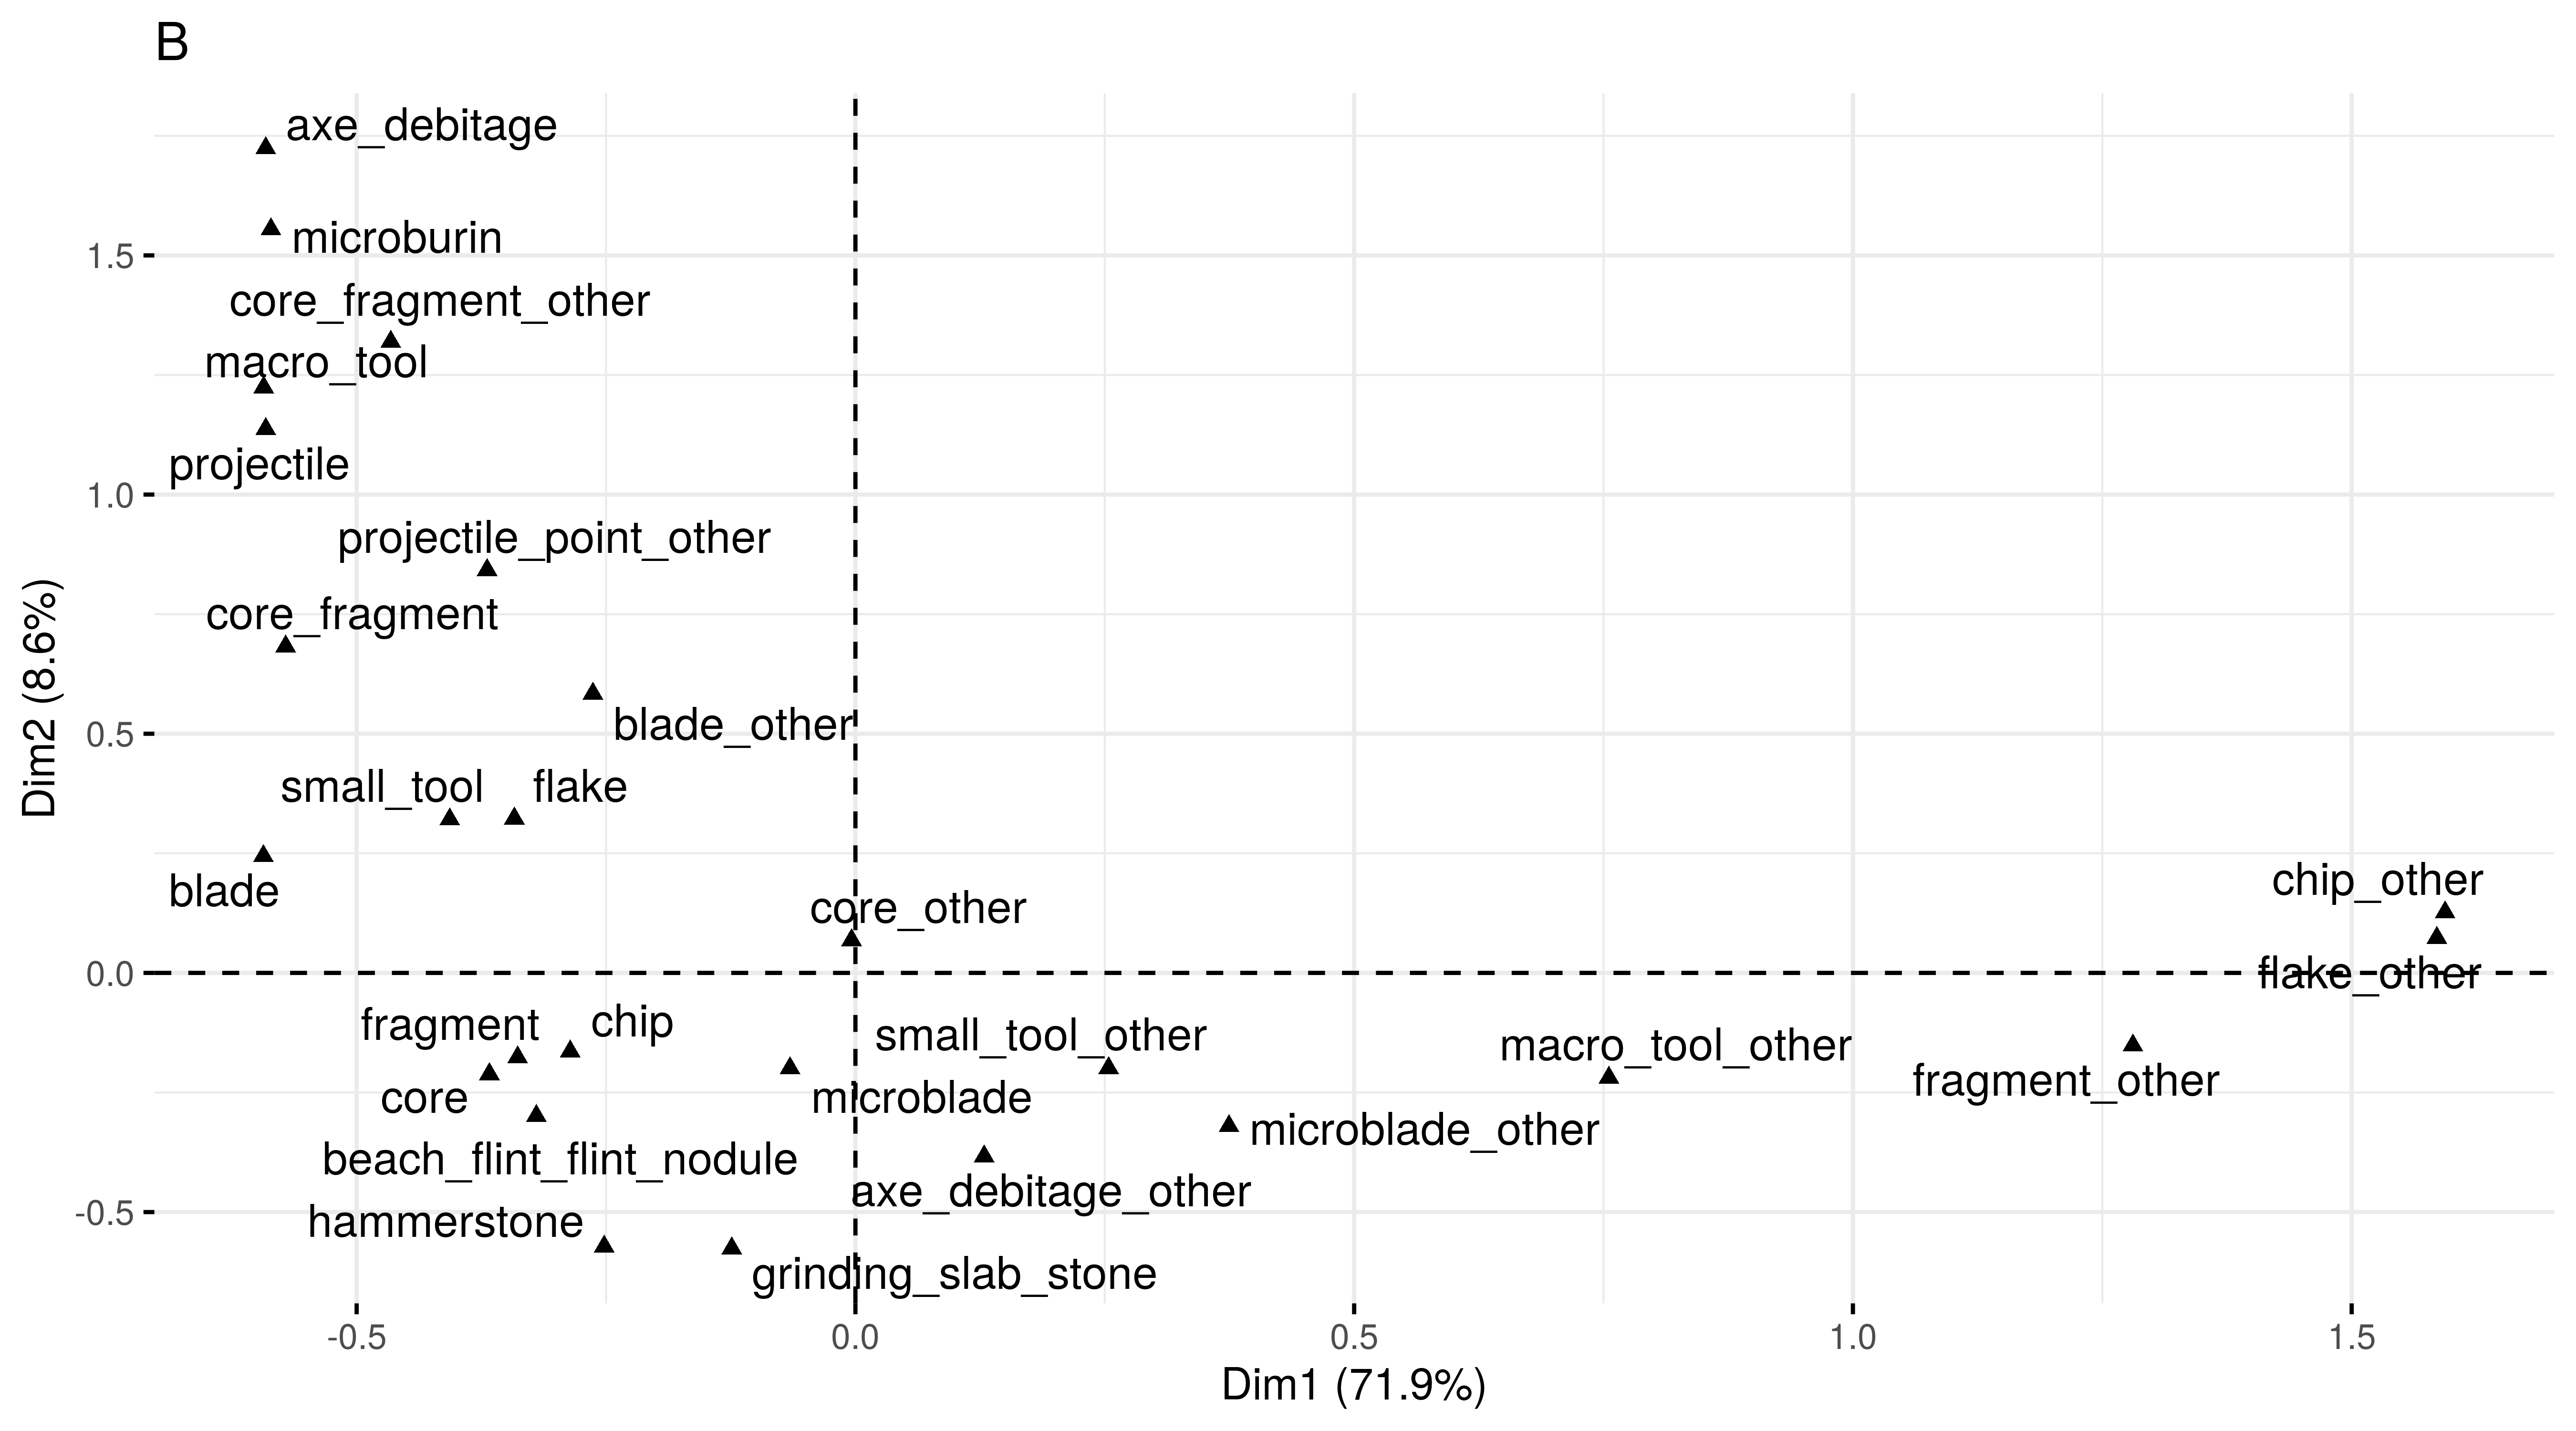 B
axe_debitage
microburin
1.5
core_fragment_other
macro_tool
projectile
1.0
projectile_point_other
core_fragment
Dim2 (8.6%)
blade_other
0.5
small_tool
flake
blade
chip_other
core_other
0.0
flake_other
fragment
chip
small_tool_other
macro_tool_other
fragment_other
core
microblade
microblade_other
beach_flint_flint_nodule
axe_debitage_other
-0.5
hammerstone
grinding_slab_stone
-0.5
0.0
0.5
1.0
1.5
Dim1 (71.9%)